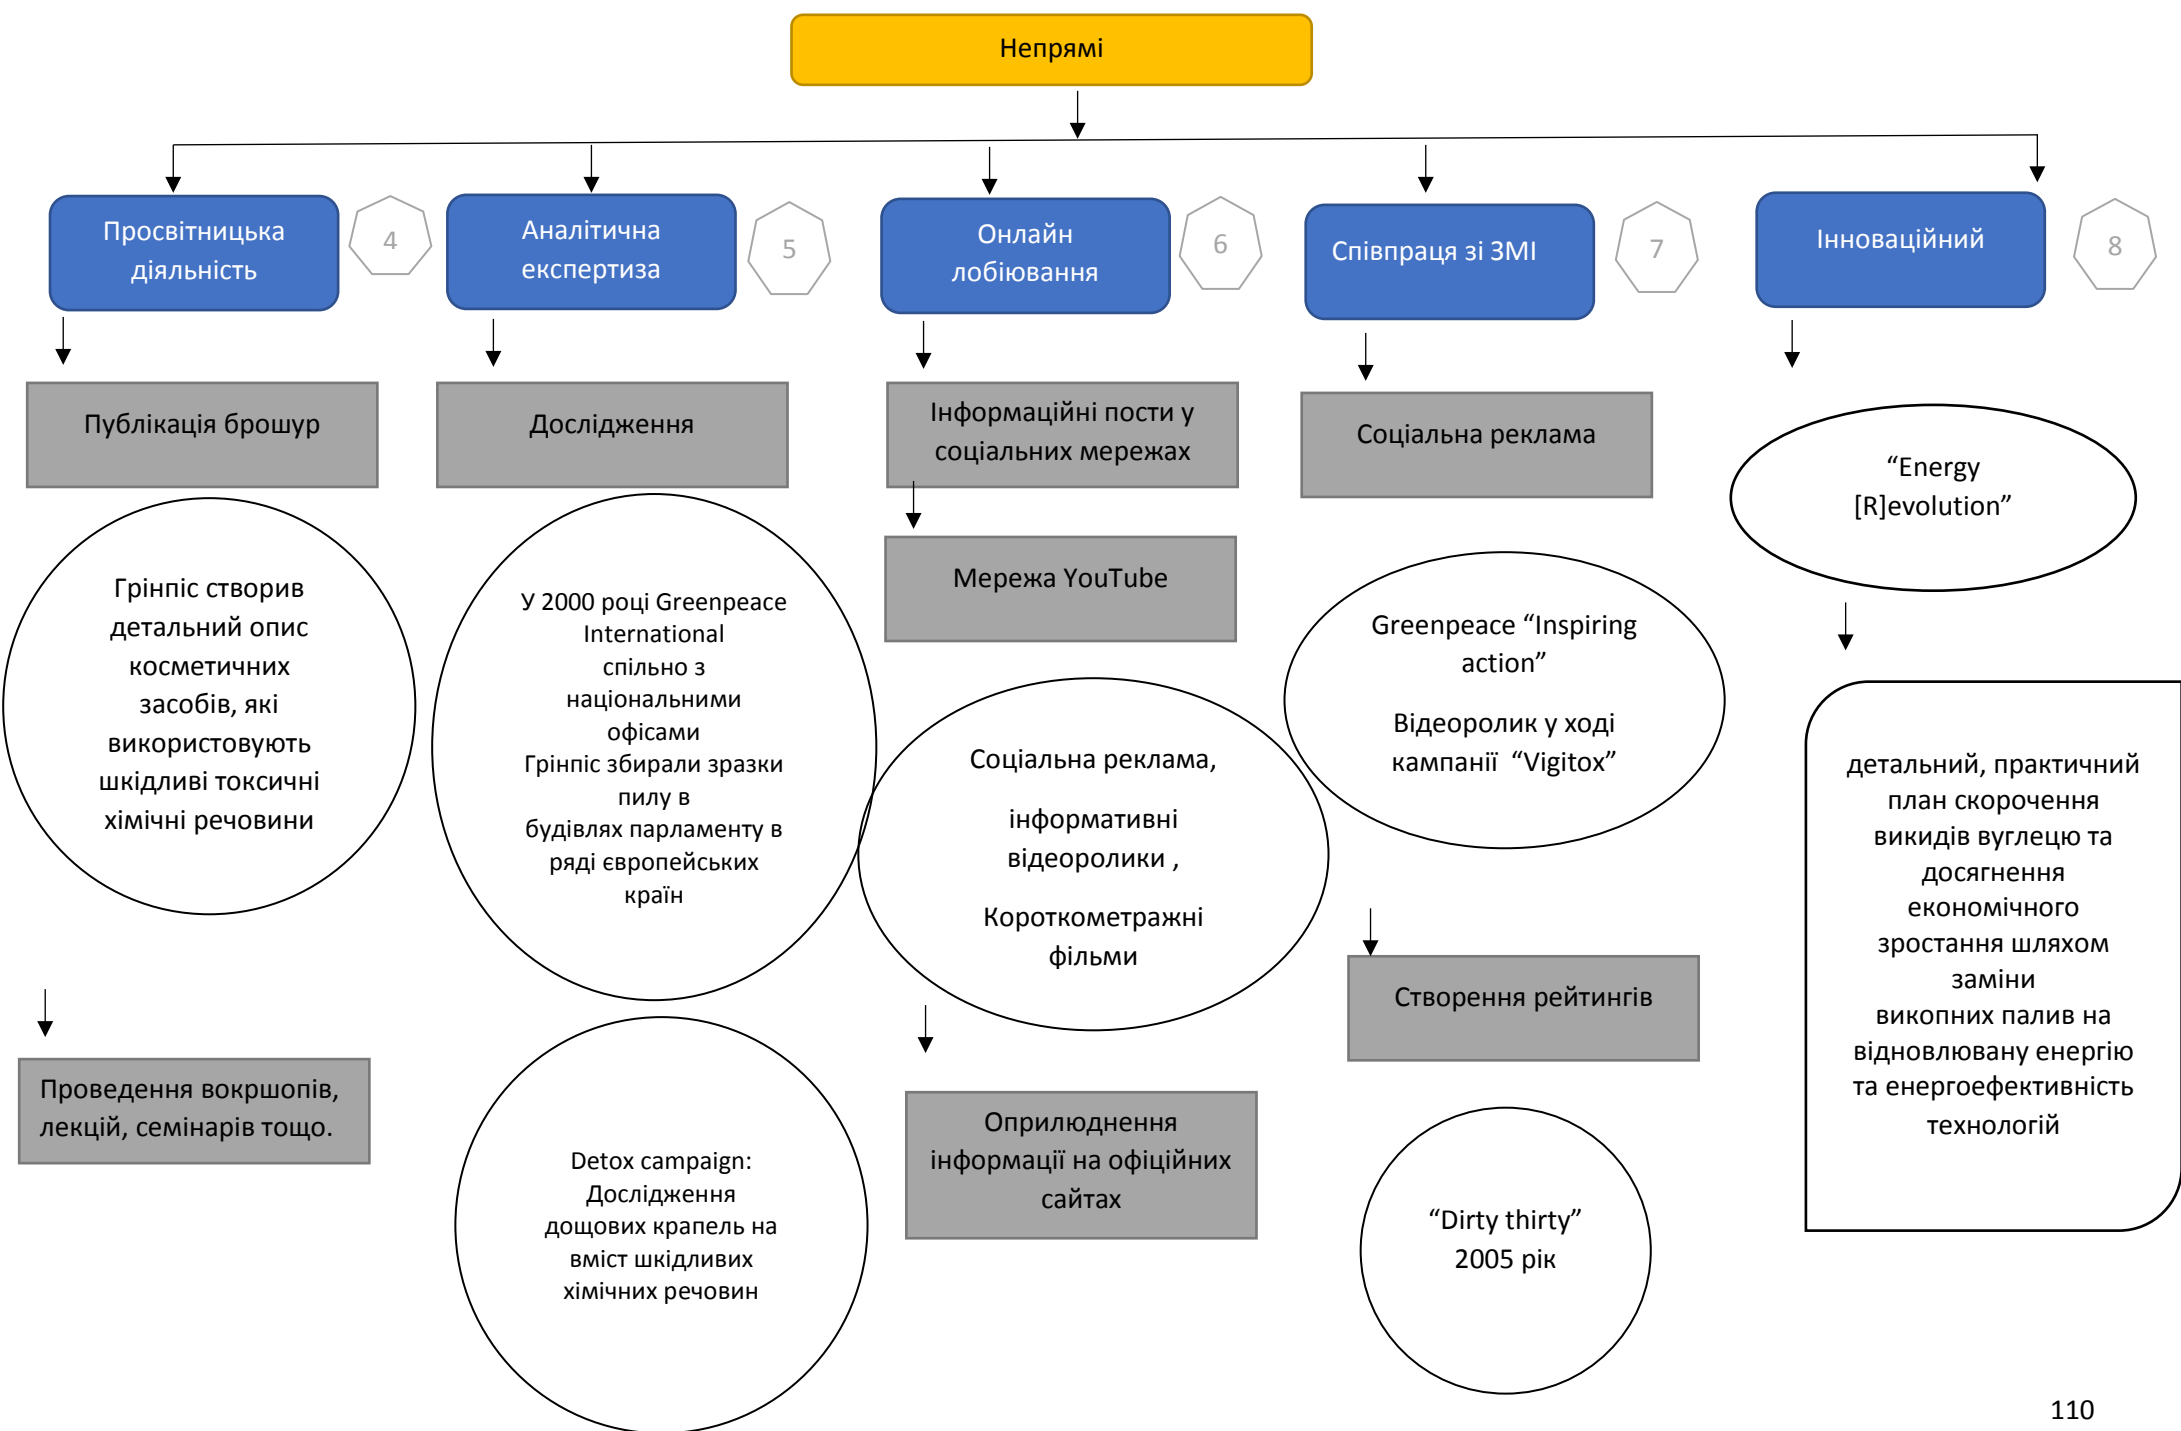 Непрямі
Просвітницька
діяльність
4
Аналітична
експертиза
5
Онлайн
лобіювання
6
Співпраця зі ЗМІ
7
Інноваційний
8
Публікація брошур
Грінпіс створив
детальний опис
косметичних
засобів, які
використовують
шкідливі токсичні
хімічні речовини
Проведення вокршопів,
лекцій, семінарів тощо.
Дослідження
У 2000 році Greenpeace
International
спільно з
національними
офісами
Грінпіс збирали зразки
пилу в
будівлях парламенту в
ряді європейських
країн
Detox campaign:
Дослідження
дощових крапель на
вміст шкідливих
хімічних речовин
Інформаційні пости у
соціальних мережах
Мережа YouTube
Соціальна реклама,
інформативні
відеоролики ,
Короткометражні
фільми
Оприлюднення
інформації на офіційних
сайтах
Соціальна реклама
Greenpeace “Inspiring
action”
Відеоролик у ході
кампанії “Vigitox”
Створення рейтингів
“Dirty thirty”
2005 рік
“Energy
[R]evolution”
детальний, практичний
план скорочення
викидів вуглецю та
досягнення
економічного
зростання шляхом
заміни
викопних палив на
відновлювану енергію
та енергоефективність
технологій
110